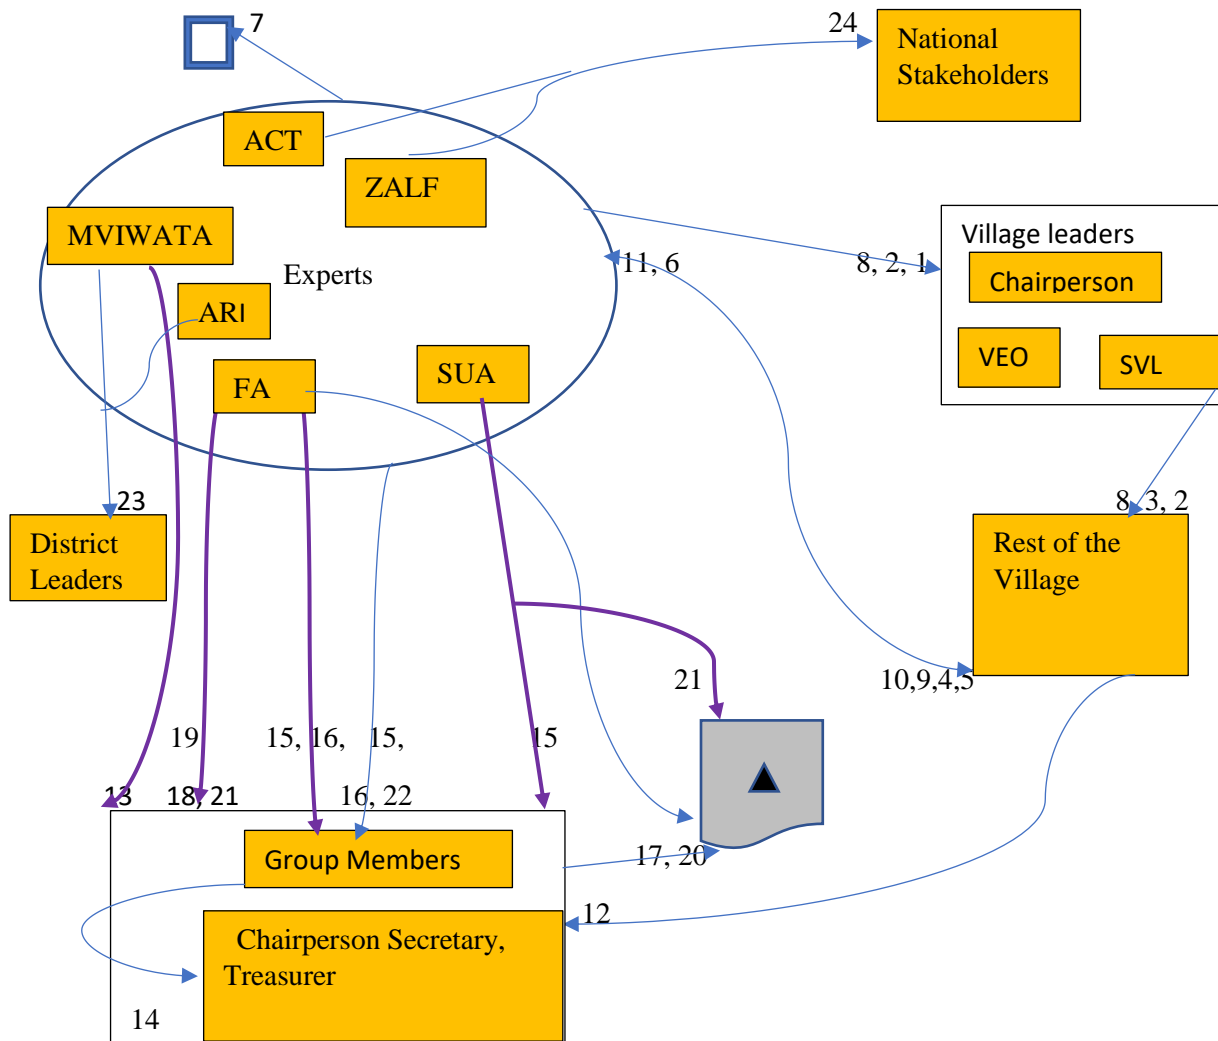 7
24
National
Stakeholders
ACT
ZALF
MVIWATA
Experts
11, 6
8, 2, 1
Village leaders
Chairperson
ARI
VEO
SVL
FA
SUA
23
8, 3, 2
District
Leaders
Rest of the
Village
21
10,9,4,5
19
15, 16,
15,
15
13
18, 21
16, 22
Group Members
17, 20
12
Chairperson Secretary,
Treasurer
14